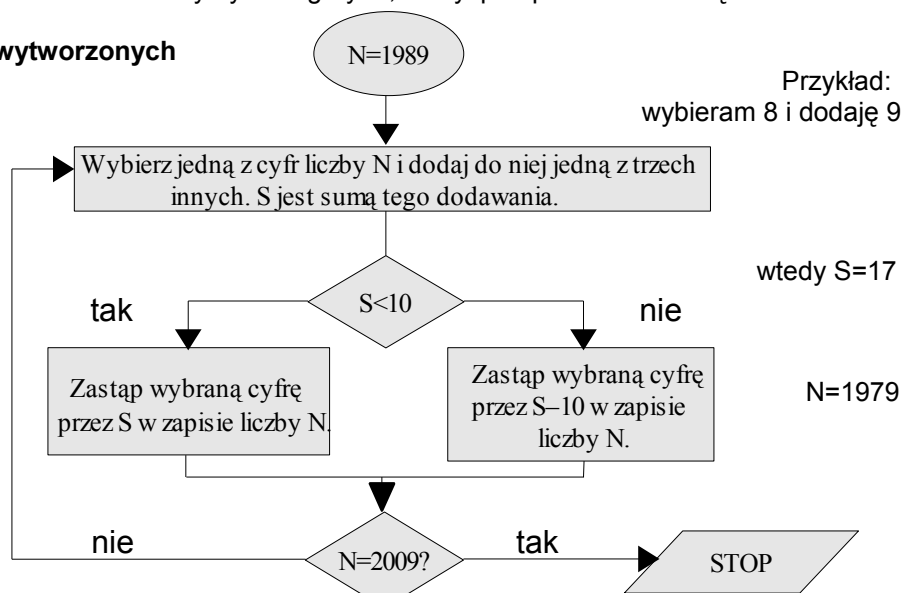 wytworzonych
N=1989
Przykład:
wybieram 8 i dodaję 9
Wybierz jedną z cyfr liczby N i dodaj do niej jedną z trzech
innych. S jest sumą tego dodawania.
wtedy S=17
S<10
tak
nie
Zastąp wybraną cyfrę
przez S w zapisie liczby N.
Zastąp wybraną cyfrę
przez S–10 w zapisie
liczby N.
N=1979
nie
N=2009?
tak
STOP